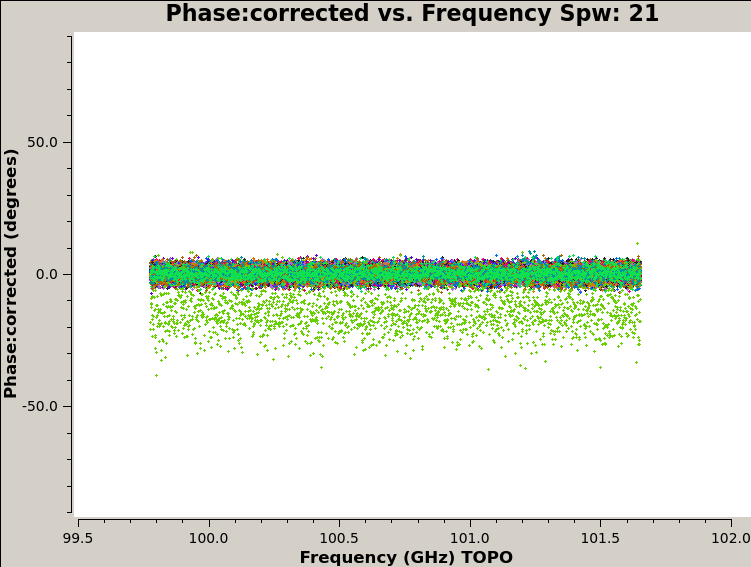 Phase:corrected vs. Frequency Spw: 21
Phase:corrected (degrees)
50.0
0.0
-50.0
99.5 100.0 100.5 101.0 101.5 102.0
Frequency (GHz) TOPO